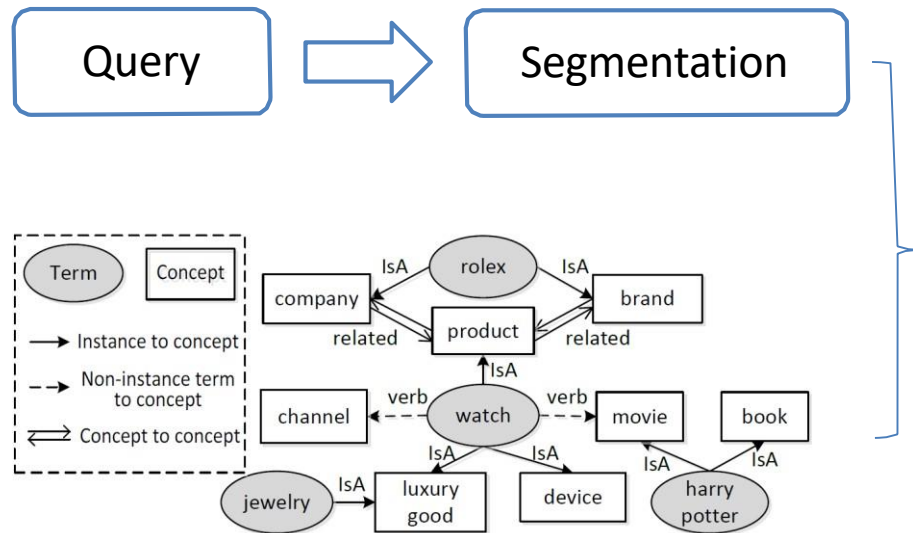 Query
Segmentation
Term
Concept
Instance to concept
Non-instance term
to concept
Concept to concept
rolex
IsA
IsA
company
brand
product
related
related
IsA
verb
verb
channel
watch
movie
book
IsA
IsA
IsA
IsA
IsA
jewelry
luxury
good
device
harry
potter